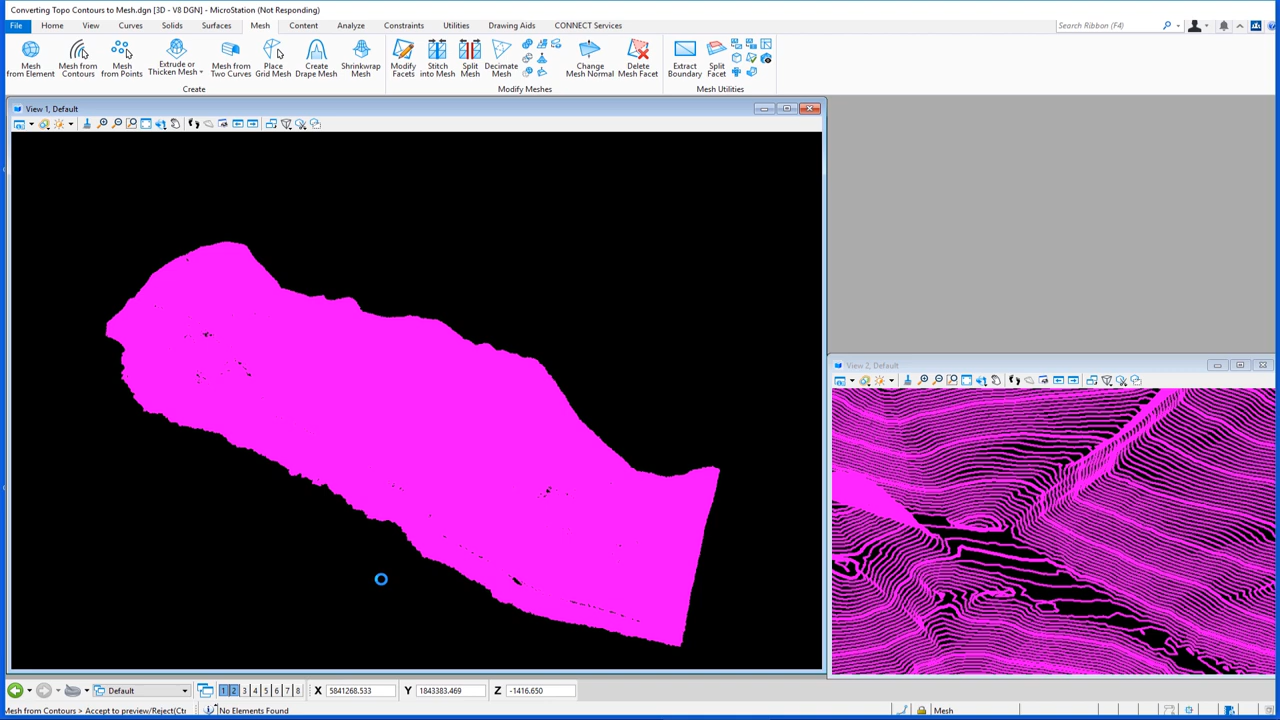 Converting Topo Contours to Mesh.dgn [3D - V8 DGN] - MicroStation (Not Responding)
File Home View Curves Solids Surfaces Mesh Content Analyze Constraints Utilities Drawing Aids CONNECT Services Search Ribbon (F4)
Mesh from Element
Mesh from Contours
Mesh from Points
Extrude or Thicken Mesh
Mesh from Two Curves
Place Grid Mesh
Create Drape Mesh
Shrinkwrap Mesh
Modify Facets
Stitch into Mesh
Split Mesh
Decimate Mesh
Change Mesh Normal
Delete Mesh Facet
Extract Boundary
Split Facet
Create Modify Meshes Mesh Utilities
View 1, Default
View 2, Default
Default 1 2 3 4 5 6 7 8 X 5841268.533 Y 1843383.469 Z -1416.650
Mesh from Contours > Accept to preview/Reject(Ctr No Elements Found Mesh